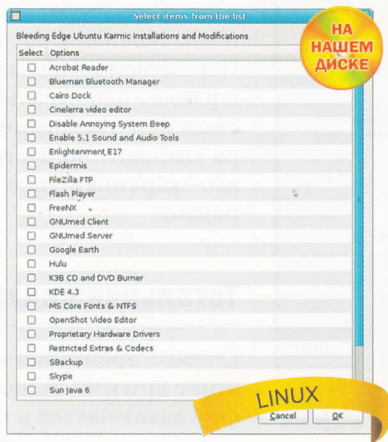 Select items from the list
Bleeding Edge Ubuntu Karmic Installations and Modifications
НА
НАШЕМ
ДИСКЕ
Select Options
Acrobat Reader
Blueman Bluetooth Manager
Cairo Dock
Cinelerra video editor
Disable Annoying System Beep
Enable 5.1 Sound and Audio Tools
Enlightenment E17
Epidermis
FileZilla FTP
Flash Player
FreeNX
GNUmed Client
GNUmed Server
Google Earth
Hulu
K3B CD and DVD Burner
KDE 4.3
MS Core Fonts & NTFS
OpenShot Video Editor
Proprietary Hardware Drivers
Restricted Extras & Codecs
SBackup
Skype
Sun Java 6
LINUX
Cancel
OK